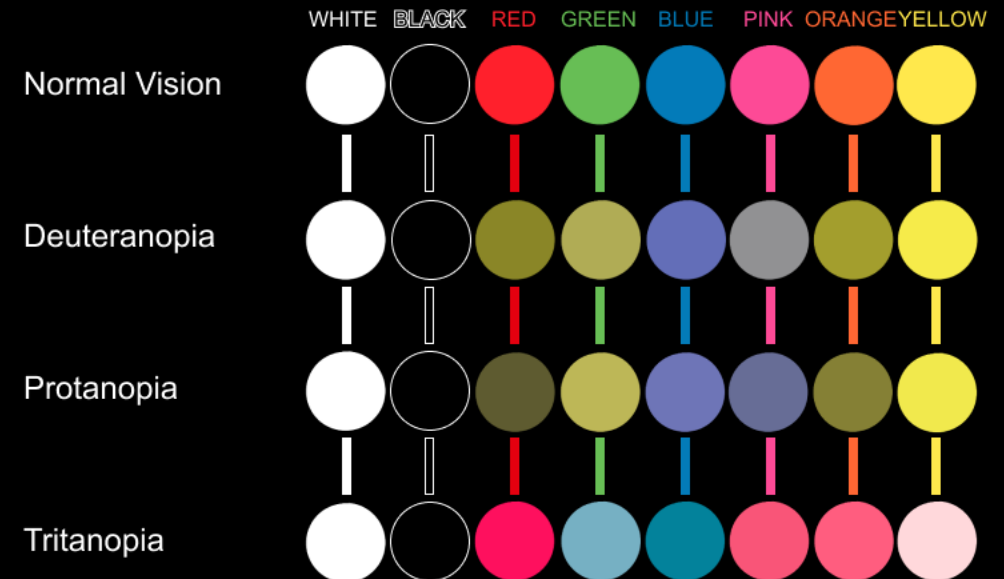 WHITE BLACK RED GREEN BLUE PINK ORANGE YELLOW
Normal Vision
Deuteranopia
Protanopia
Tritanopia